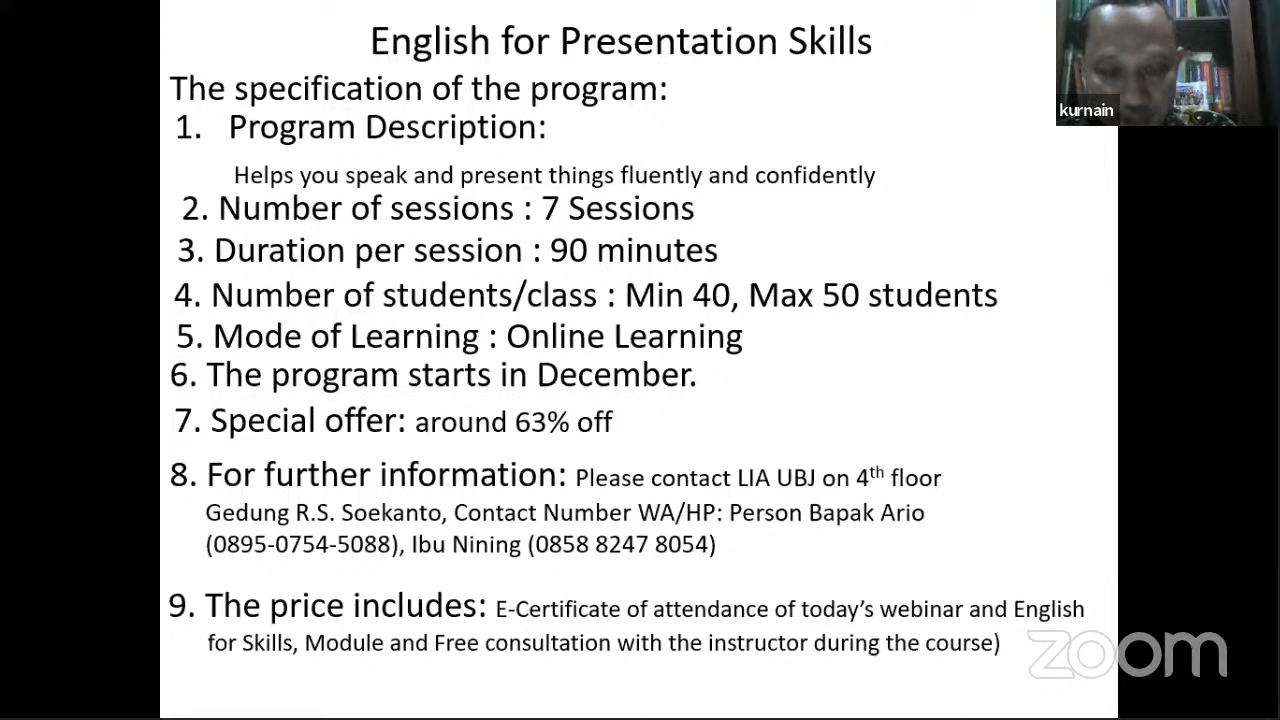 English for Presentation Skills
The specification of the program:
1. Program Description:
Helps you speak and present things fluently and confidently
2. Number of sessions : 7 Sessions
3. Duration per session : 90 minutes
4. Number of students/class : Min 40, Max 50 students
5. Mode of Learning : Online Learning
6. The program starts in December.
7. Special offer: around 63% off
8. For further information: Please contact LIA UBJ on 4th floor
Gedung R.S. Soekanto, Contact Number WA/HP: Person Bapak Ario
(0895-0754-5088), Ibu Nining (0858 8247 8054)
9. The price includes: E-Certificate of attendance of today's webinar and English
for Skills, Module and Free consultation with the instructor during the course)
kurnain
zoom